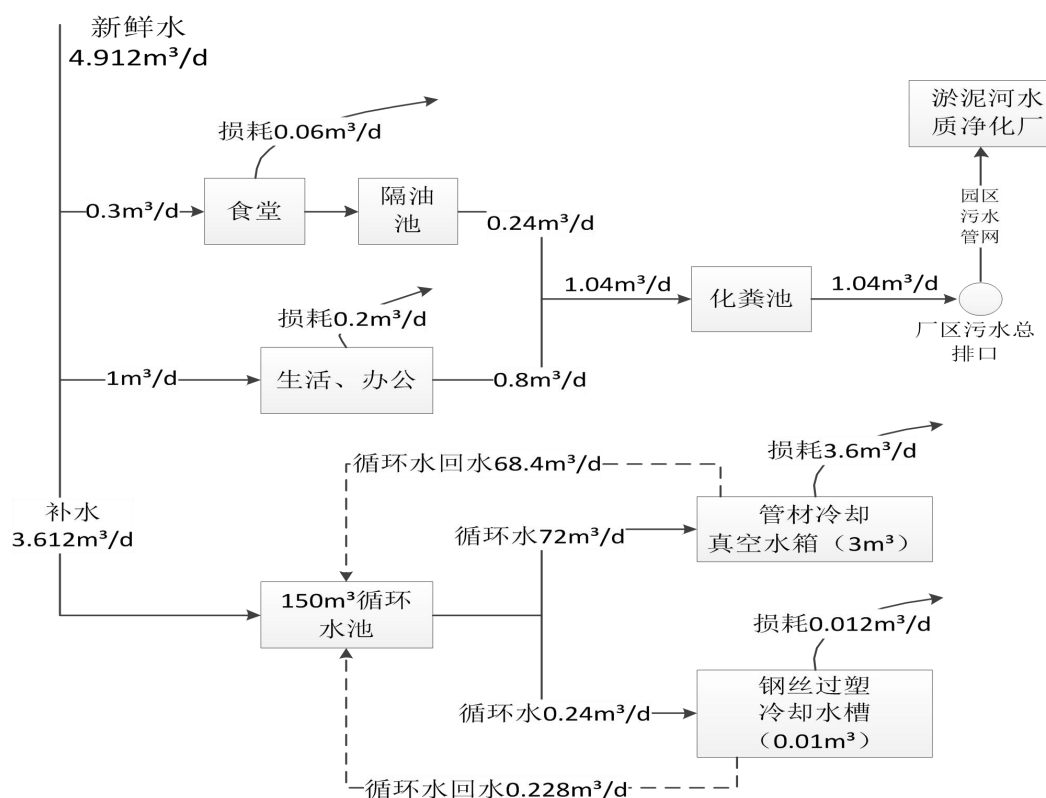 新鲜水
4.912m³/d
损耗0.06m³/d
0.3m³/d
食堂
隔油
池
0.24m³/d
淤泥河水
质净化厂
园区
污水
管网
1.04m³/d
化粪池
1.04m³/d
厂区污水总
排口
损耗0.2m³/d
1m³/d
生活、办公
0.8m³/d
补水
3.612m³/d
循环水回水68.4m³/d
损耗3.6m³/d
循环水72m³/d
管材冷却
真空水箱（3m³）
150m³循环
水池
损耗0.012m³/d
循环水0.24m³/d
钢丝过塑
冷却水槽
（0.01m³）
循环水回水0.228m³/d